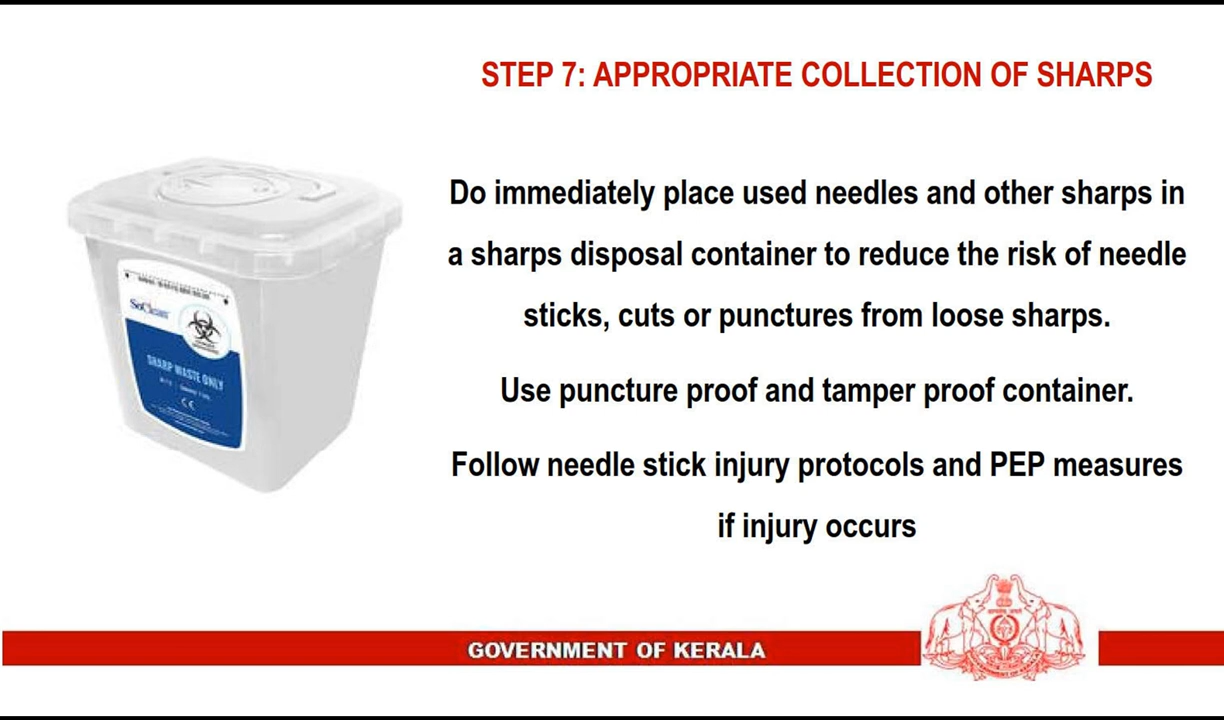 STEP 7: APPROPRIATE COLLECTION OF SHARPS
Do immediately place used needles and other sharps in
a sharps disposal container to reduce the risk of needle
sticks, cuts or punctures from loose sharps.
Use puncture proof and tamper proof container.
Follow needle stick injury protocols and PEP measures
if injury occurs
SoClean
SHARP WASTE ONLY
CE
GOVERNMENT OF KERALA